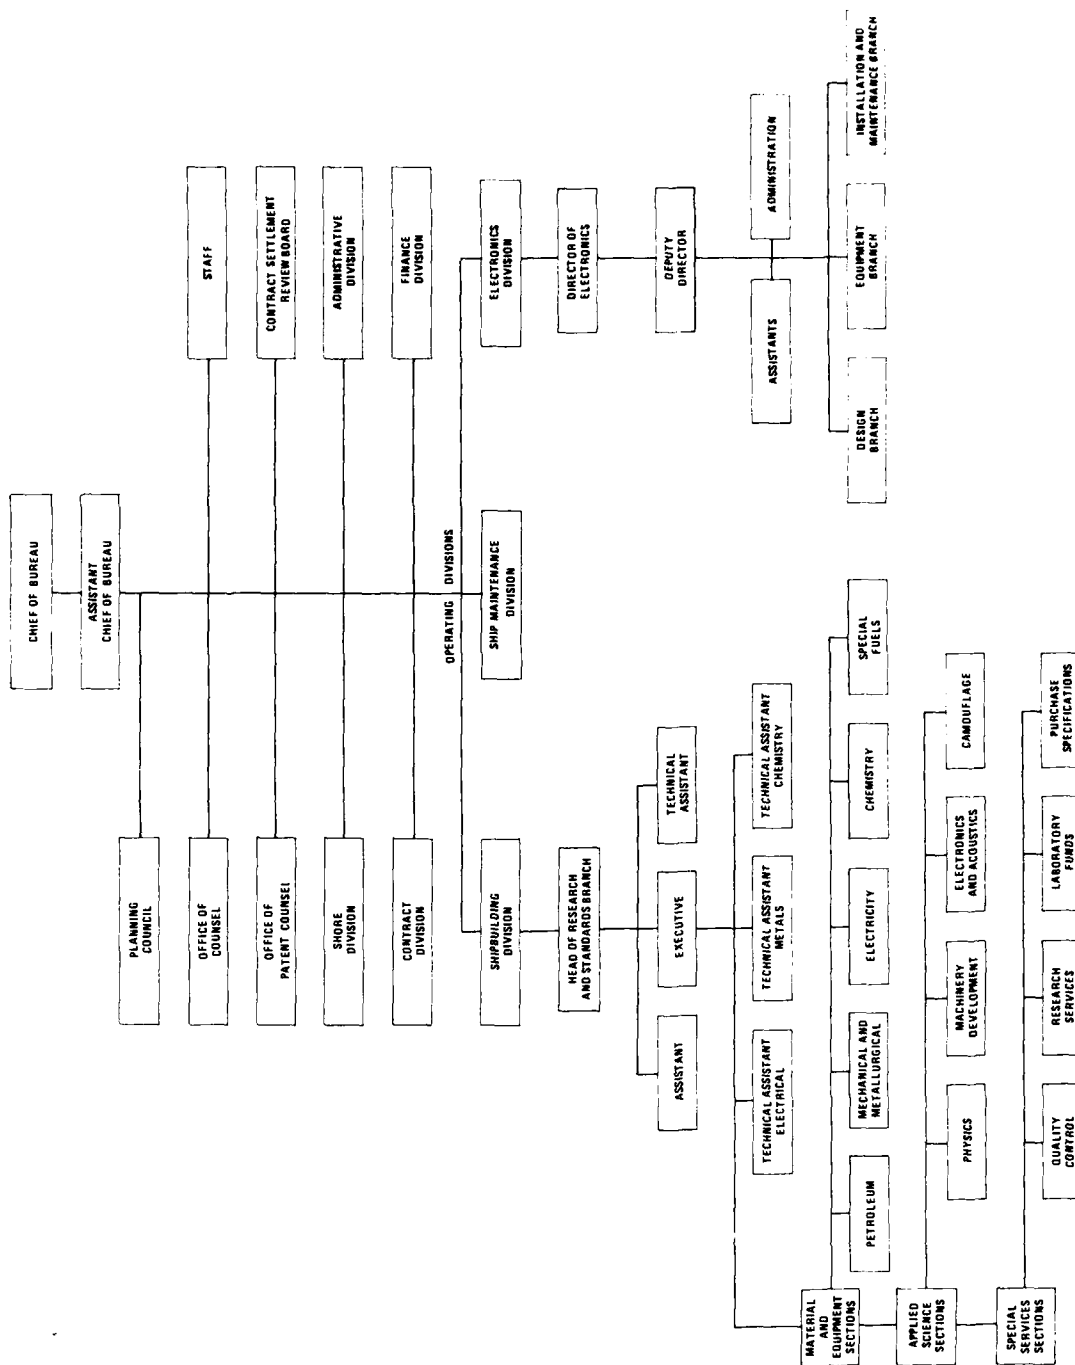 CHIEF OF BUREAU
ASSISTANT
CHIEF OF BUREAU
PLANNING
COUNCIL
OFFICE OF
COUNSEL
STAFF
OFFICE OF
PATENT COUNSEL
CONTRACT SETTLEMENT
REVIEW BOARD
SHORE
DIVISION
ADMINISTRATIVE
DIVISION
CONTRACT
DIVISION
FINANCE
DIVISION
OPERATING DIVISIONS
SHIPBUILDING
DIVISION
SHIP MAINTENANCE
DIVISION
ELECTRONICS
DIVISION
HEAD OF RESEARCH
AND STANDARDS BRANCH
DIRECTOR OF
ELECTRONICS
ASSISTANT
EXECUTIVE
TECHNICAL
ASSISTANT
DEPUTY
DIRECTOR
TECHNICAL ASSISTANT
ELECTRICAL
TECHNICAL ASSISTANT
METALS
TECHNICAL ASSISTANT
CHEMISTRY
ASSISTANTS
ADMINISTRATION
MATERIAL
AND
EQUIPMENT
SECTIONS
PETROLEUM
MECHANICAL AND
METALLURGICAL
ELECTRICITY
CHEMISTRY
SPECIAL
FUELS
DESIGN
BRANCH
EQUIPMENT
BRANCH
INSTALLATION AND
MAINTENANCE BRANCH
APPLIED
SCIENCE
SECTIONS
PHYSICS
MACHINERY
DEVELOPMENT
ELECTRONICS
AND ACOUSTICS
CAMOUFLAGE
SPECIAL
SERVICES
SECTIONS
QUALITY
CONTROL
RESEARCH
SERVICES
LABORATORY
FUNDS
PURCHASE
SPECIFICATIONS